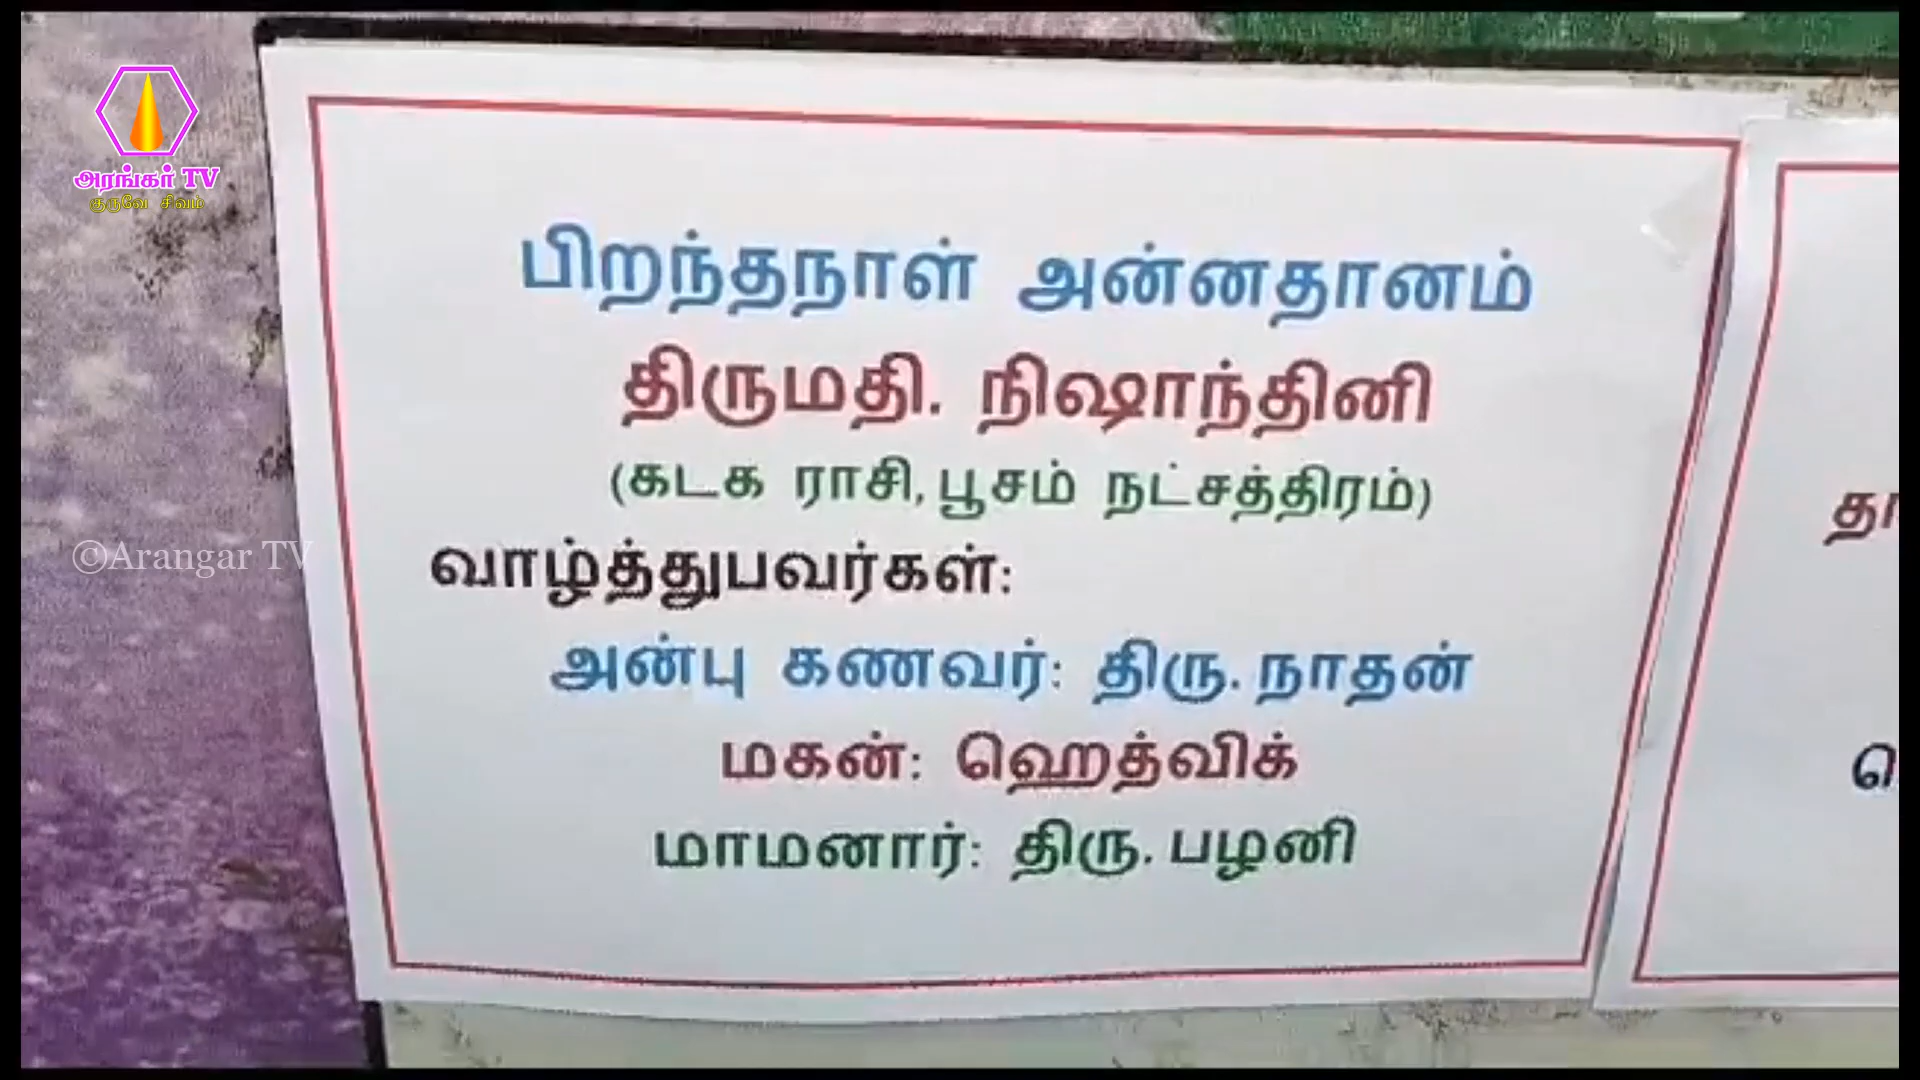 அரங்கர் TV
குருவே சிவம்
பிறந்தநாள் அன்னதானம்
திருமதி. நிஷாந்தினி
(கடக ராசி, பூசம் நட்சத்திரம்)
©Arangar TV
வாழ்த்துபவர்கள்:
அன்பு கணவர்: திரு. நாதன்
மகன்: ஹெத்விக்
மாமனார்: திரு. பழனி